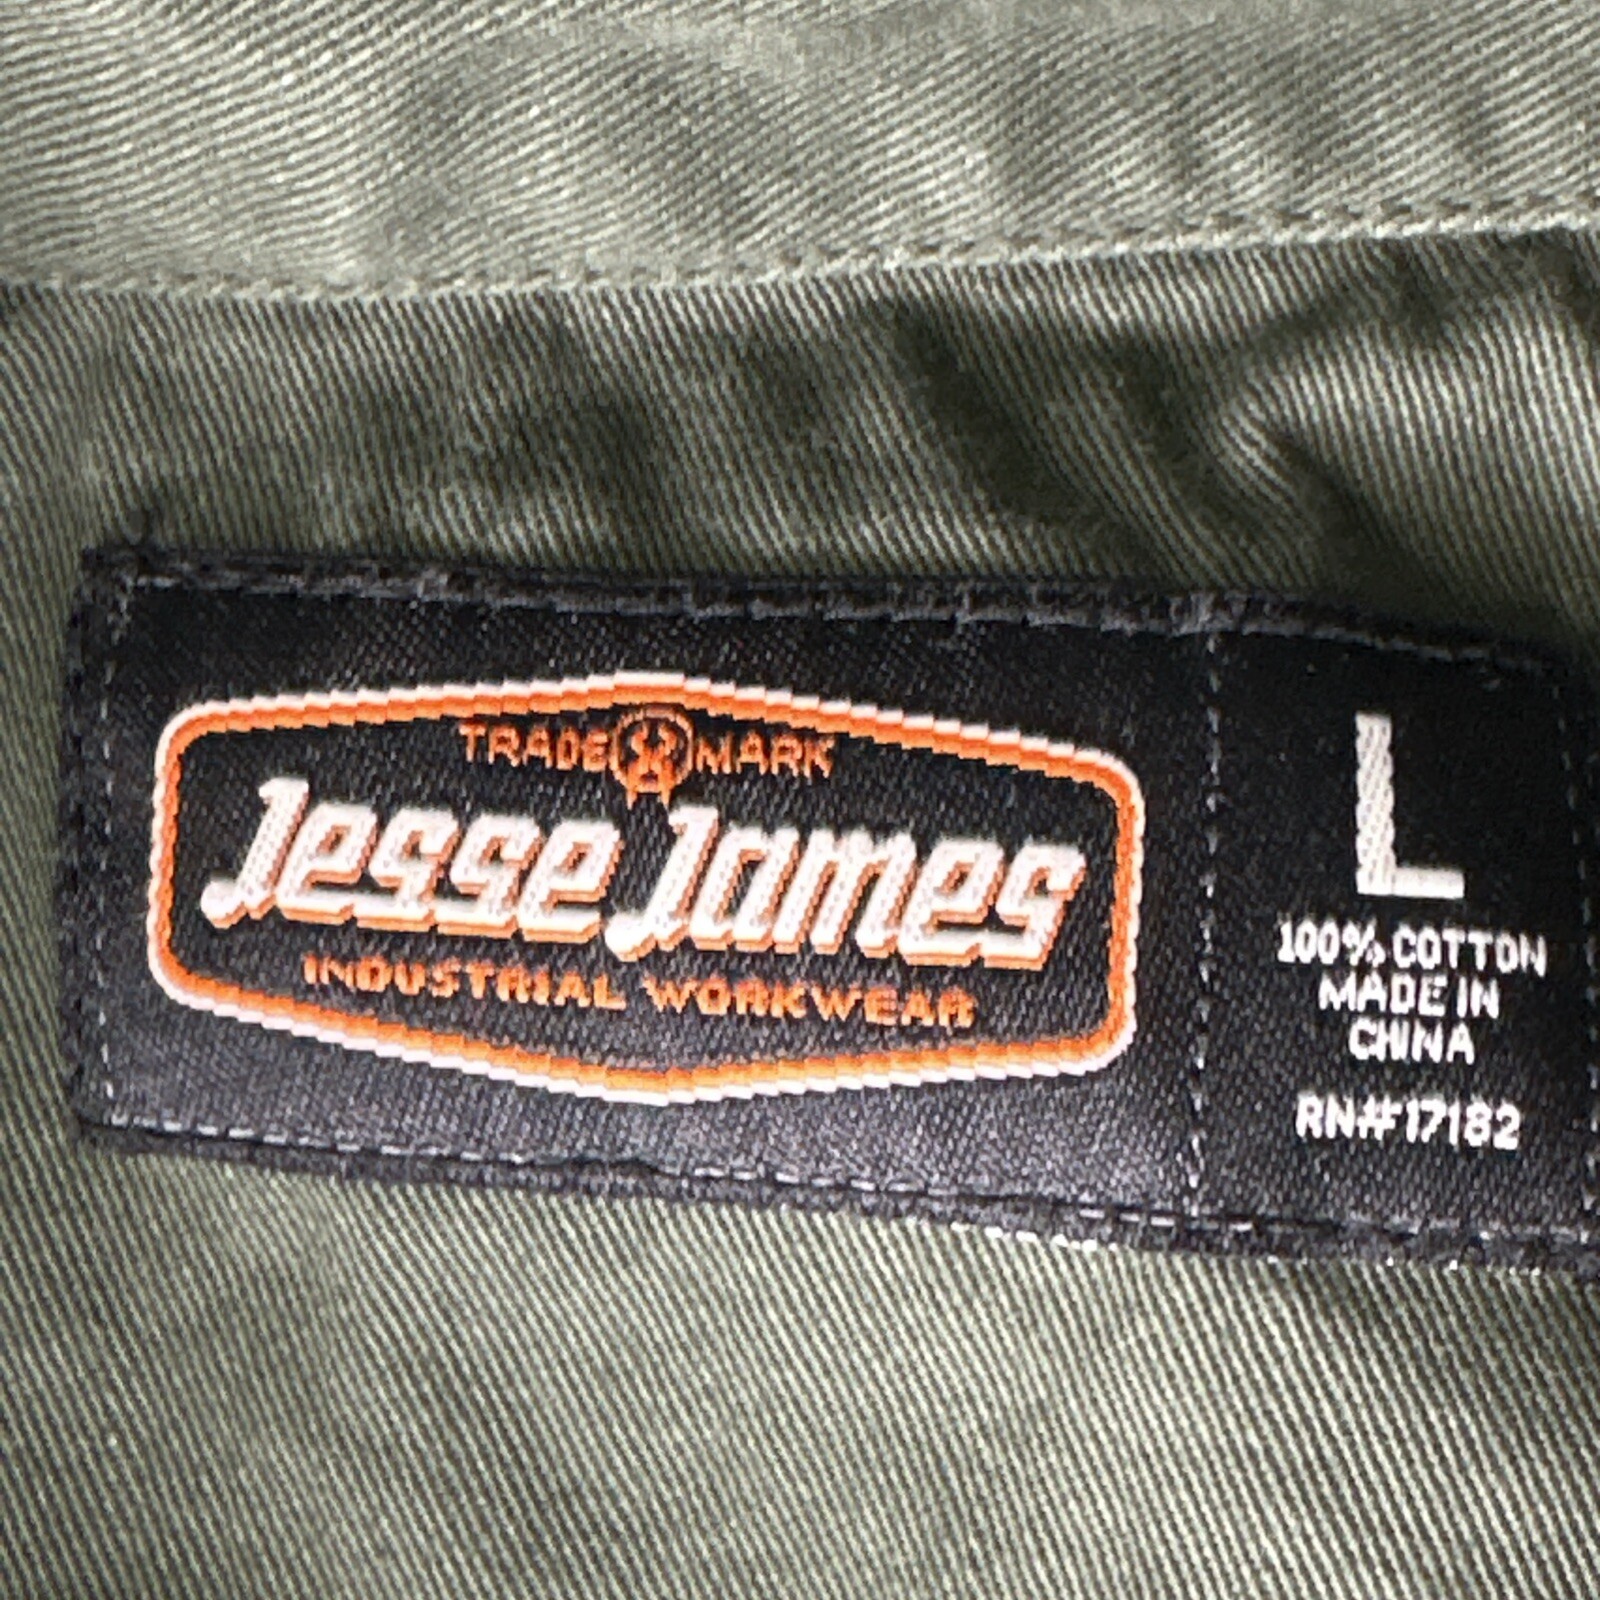 TRADE MARK
Jesse James
INDUSTRIAL WORKWEAR
L
100% COTTON
MADE IN
CHINA
RN#17182